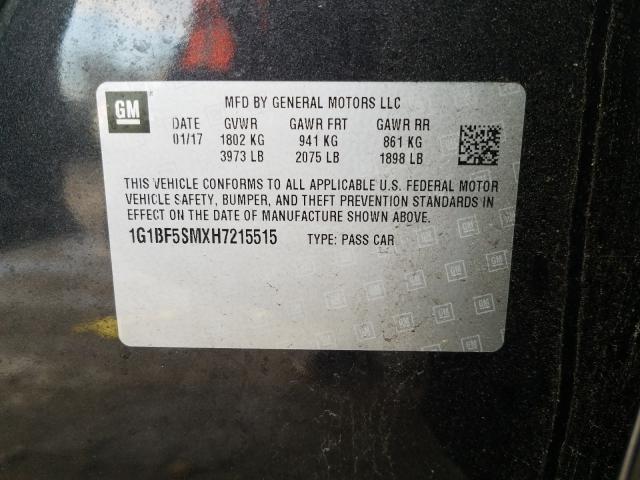 GM
MFD BY GENERAL MOTORS LLC
DATE GVWR GAWR FRT GAWR RR
01/17 1802 KG 941 KG 861 KG
3973 LB 2075 LB 1898 LB
THIS VEHICLE CONFORMS TO ALL APPLICABLE U.S. FEDERAL MOTOR
VEHICLE SAFETY, BUMPER, AND THEFT PREVENTION STANDARDS IN
EFFECT ON THE DATE OF MANUFACTURE SHOWN ABOVE.
1G1BF5SMXH7215515 TYPE: PASS CAR